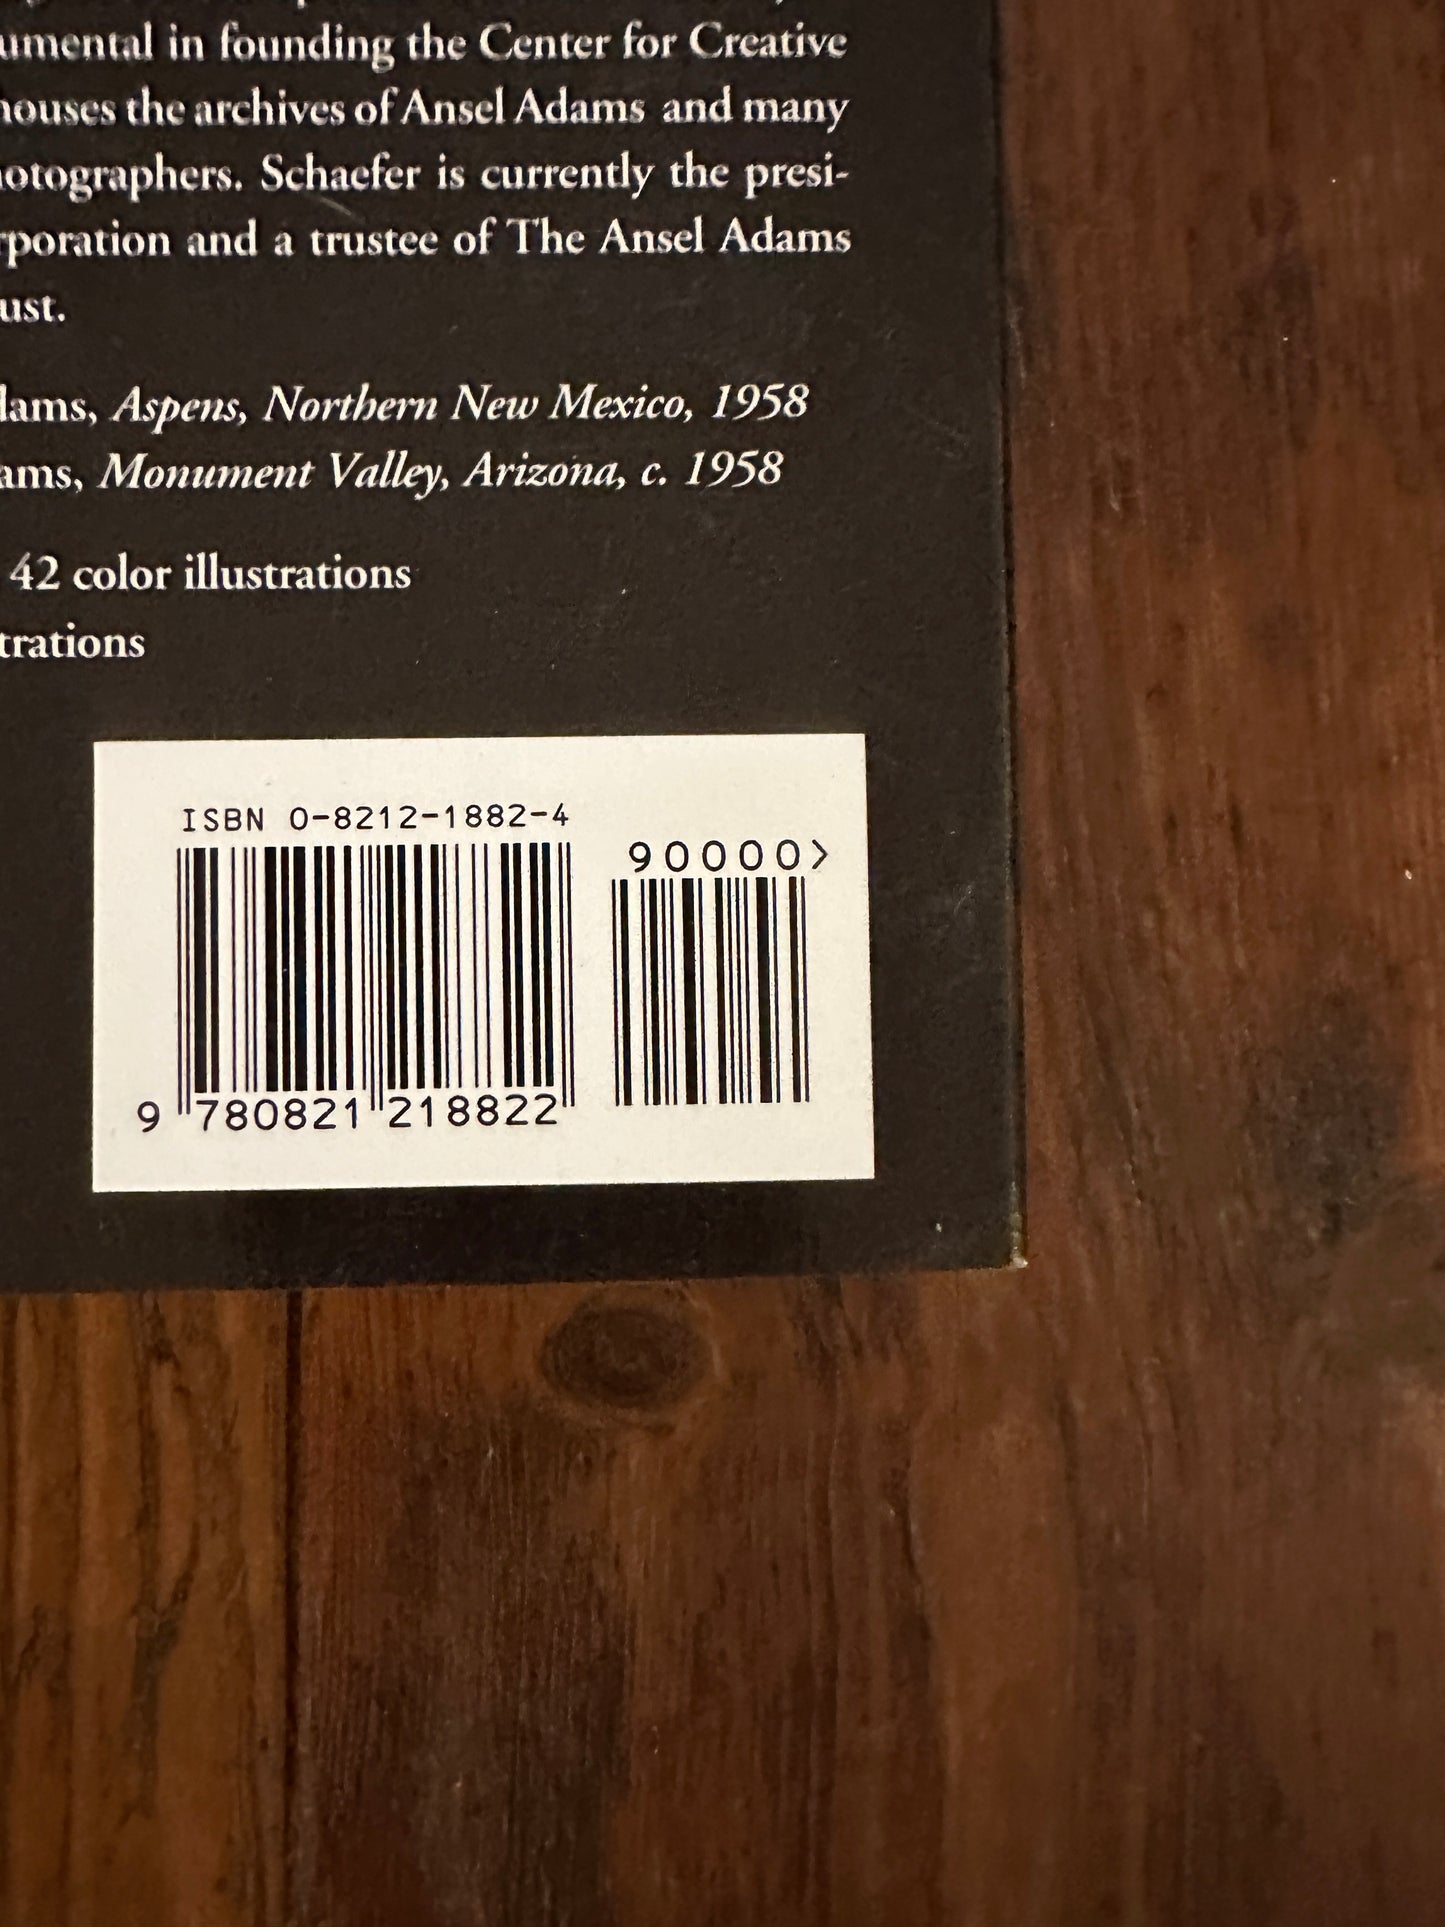 umental in founding the Center for Creative
houses the archives of Ansel Adams and many
otographers. Schaefer is currently the presi-
rporation and a trustee of The Ansel Adams
ust.
dams, Aspens, Northern New Mexico, 1958
ams, Monument Valley, Arizona, c. 1958
42 color illustrations
trations
ISBN 0-8212-1882-4
90000>
9 780821 218822